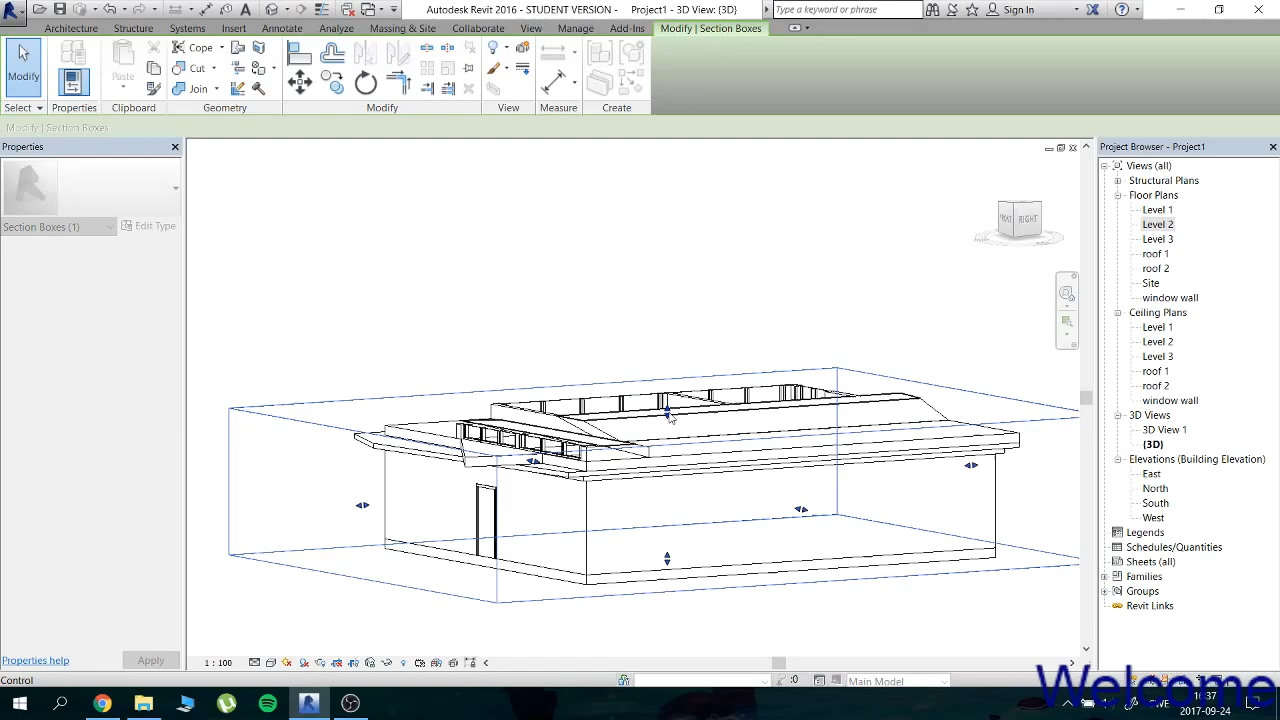 Autodesk Revit 2016 - STUDENT VERSION - Project1 - 3D View: {3D}
Type a keyword or phrase
Sign In
Architecture Structure Systems Insert Annotate Analyze Massing & Site Collaborate View Manage Add-Ins Modify | Section Boxes
Modify
Paste
Cope
Cut
Join
Select Properties Clipboard Geometry Modify View Measure Create
Modify | Section Boxes
Properties
Section Boxes (1)
Edit Type
FRONT RIGHT
Project Browser - Project1
Views (all)
Structural Plans
Floor Plans
Level 1
Level 2
Level 3
roof 1
roof 2
Site
window wall
Ceiling Plans
Level 1
Level 2
Level 3
roof 1
roof 2
window wall
3D Views
3D View 1
{3D}
Elevations (Building Elevation)
East
North
South
West
Legends
Schedules/Quantities
Sheets (all)
Families
Groups
Revit Links
Properties help
Apply
1 : 100
Control
:0
Main Model
Welcome
SWE
16:37
2017-09-24